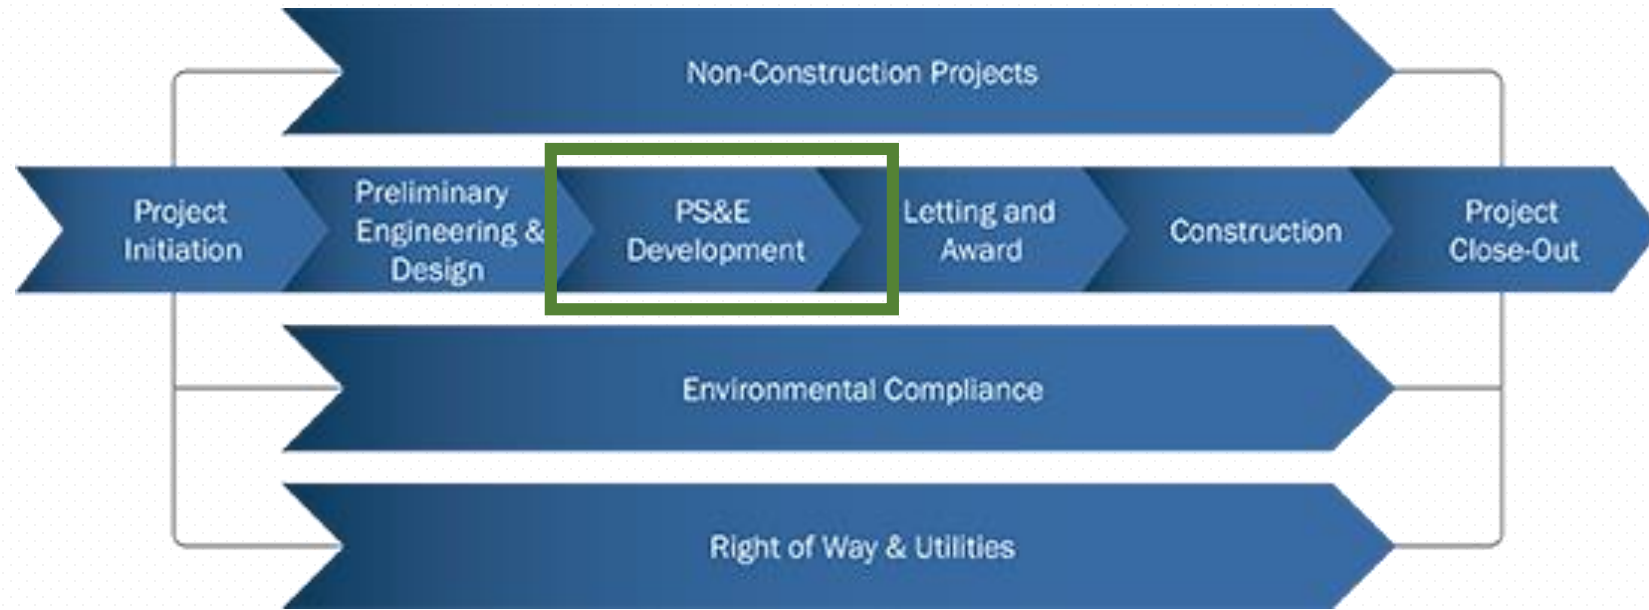 Non-Construction Projects
Project
Initiation
Preliminary
Engineering &
Design
PS&E
Development
Letting and
Award
Construction
Project
Close-Out
Environmental Compliance
Right of Way & Utilities